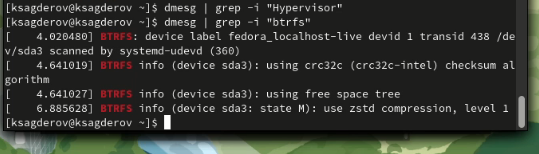 [ksagderov@ksagderov ~]$ dmesg | grep -i "Hypervisor"
[ksagderov@ksagderov ~]$ dmesg | grep -i "btrfs"
[    4.020480] BTRFS: device label fedora_localhost-live devid 1 transid 438 /de
v/sda3 scanned by systemd-udevd (360)
[    4.641019] BTRFS info (device sda3): using crc32c (crc32c-intel) checksum al
gorithm
[    4.641027] BTRFS info (device sda3): using free space tree
[    6.885628] BTRFS info (device sda3: state M): use zstd compression, level 1
[ksagderov@ksagderov ~]$